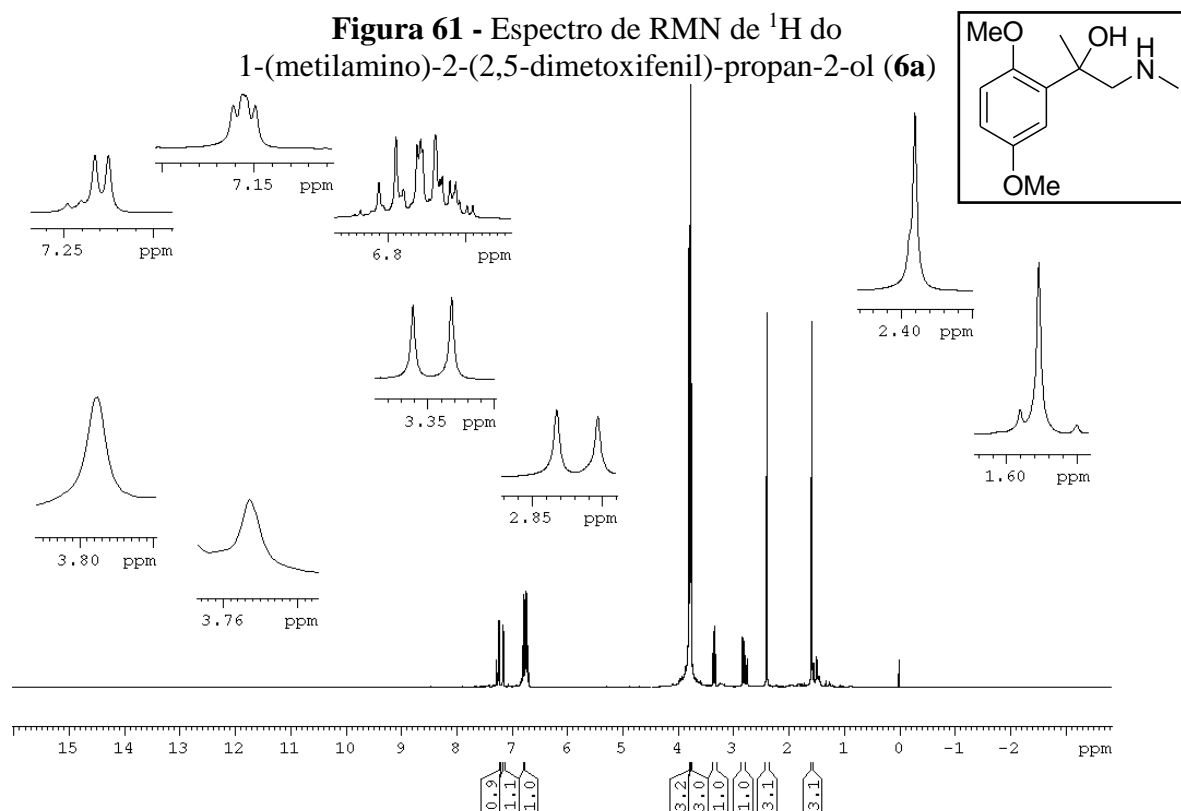 Figura 61 - Espectro de RMN de ¹H do
1-(metilamino)-2-(2,5-dimetoxifenil)-propan-2-ol (6a)
MeO
OH
H
N
OMe
7.25 ppm
7.15 ppm
6.8 ppm
2.40 ppm
3.35 ppm
1.60 ppm
2.85 ppm
3.80 ppm
3.76 ppm
15 14 13 12 11 10 9 8 7 6 5 4 3 2 1 0 -1 -2 ppm
0.9 1.1 1.0 3.2 3.0 1.0 1.0 3.1 3.1